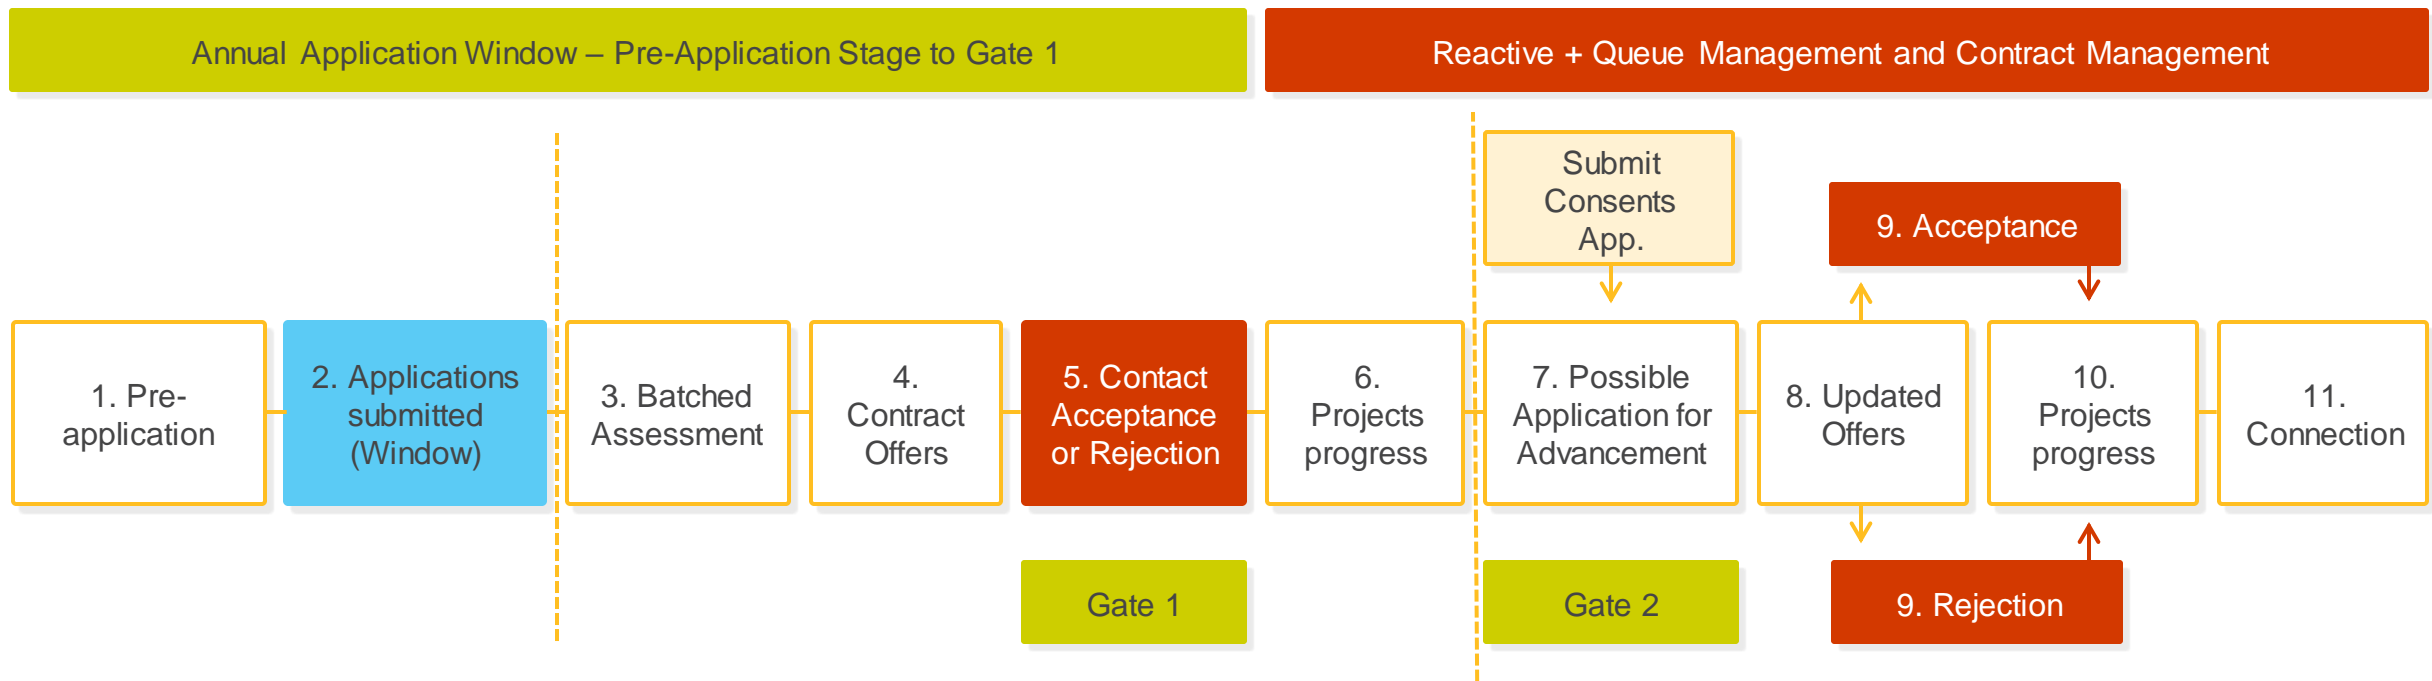 Annual Application Window – Pre-Application Stage to Gate 1
Reactive + Queue Management and Contract Management
Submit
Consents
App.
9. Acceptance
1. Pre-
application
2. Applications
submitted
(Window)
3. Batched
Assessment
4.
Contract
Offers
5. Contact
Acceptance
or Rejection
6.
Projects
progress
7. Possible
Application for
Advancement
8. Updated
Offers
10.
Projects
progress
11.
Connection
Gate 1
Gate 2
9. Rejection